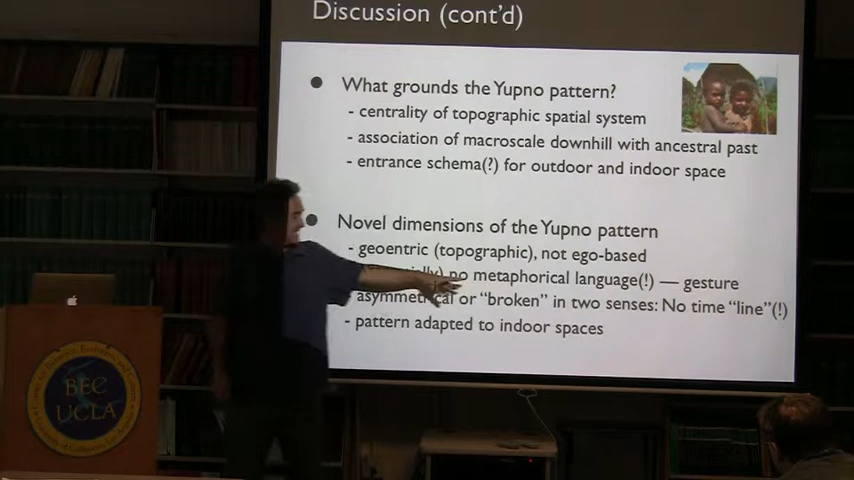 Discussion (cont'd)
What grounds the Yupno pattern?
- centrality of topographic spatial system
- association of macroscale downhill with ancestral past
- entrance schema(?) for outdoor and indoor space
Novel dimensions of the Yupno pattern
- geoentric (topographic), not ego-based
no metaphorical language(!) — gesture
- asymmetrical or "broken" in two senses: No time "line"(!)
- pattern adapted to indoor spaces
BEC
UCLA